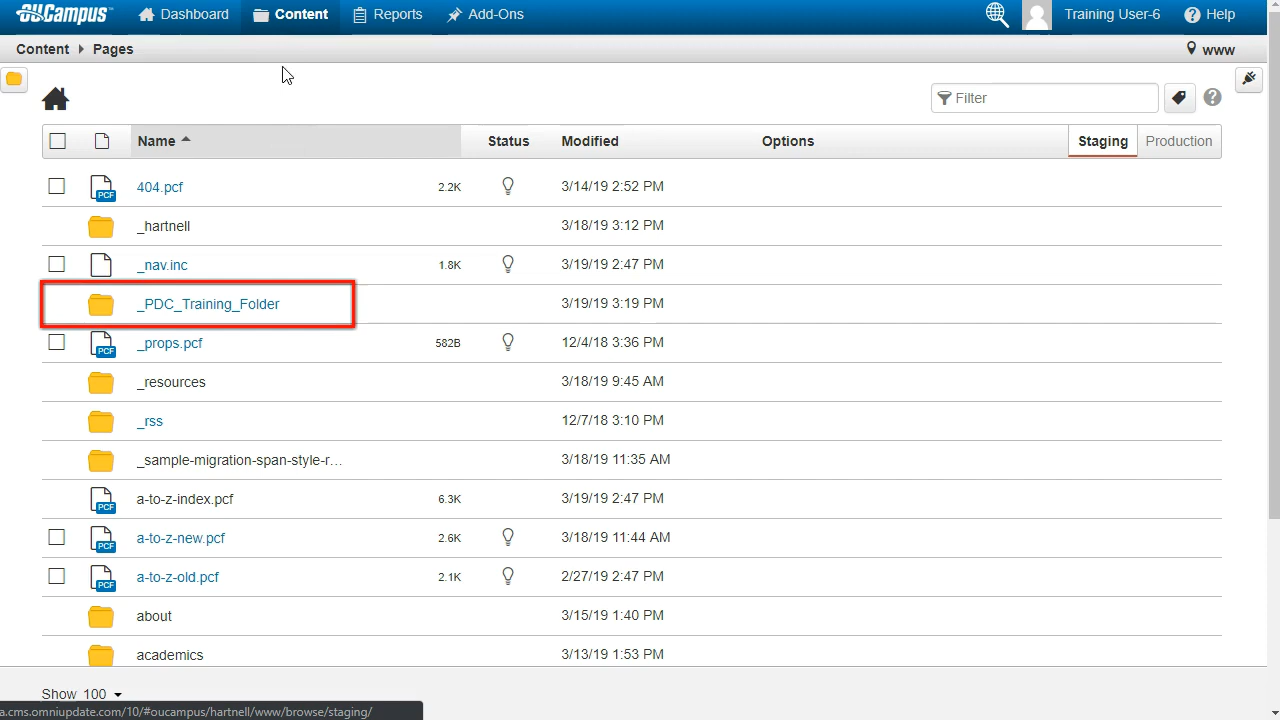 OUCampus Dashboard Content Reports Add-Ons Training User-6 Help
Content Pages www
Filter
Name Status Modified Options Staging Production
PCF 404.pcf 2.2K 3/14/19 2:52 PM
_hartnell 3/18/19 3:12 PM
_nav.inc 1.8K 3/19/19 2:47 PM
_PDC_Training_Folder 3/19/19 3:19 PM
PCF _props.pcf 582B 12/4/18 3:36 PM
_resources 3/18/19 9:45 AM
_rss 12/7/18 3:10 PM
_sample-migration-span-style-r... 3/18/19 11:35 AM
PCF a-to-z-index.pcf 6.3K 3/19/19 2:47 PM
PCF a-to-z-new.pcf 2.6K 3/18/19 11:44 AM
PCF a-to-z-old.pcf 2.1K 2/27/19 2:47 PM
about 3/15/19 1:40 PM
academics 3/13/19 1:53 PM
Show 100
a.cms.omniupdate.com/10/#oucampus/hartnell/www/browse/staging/